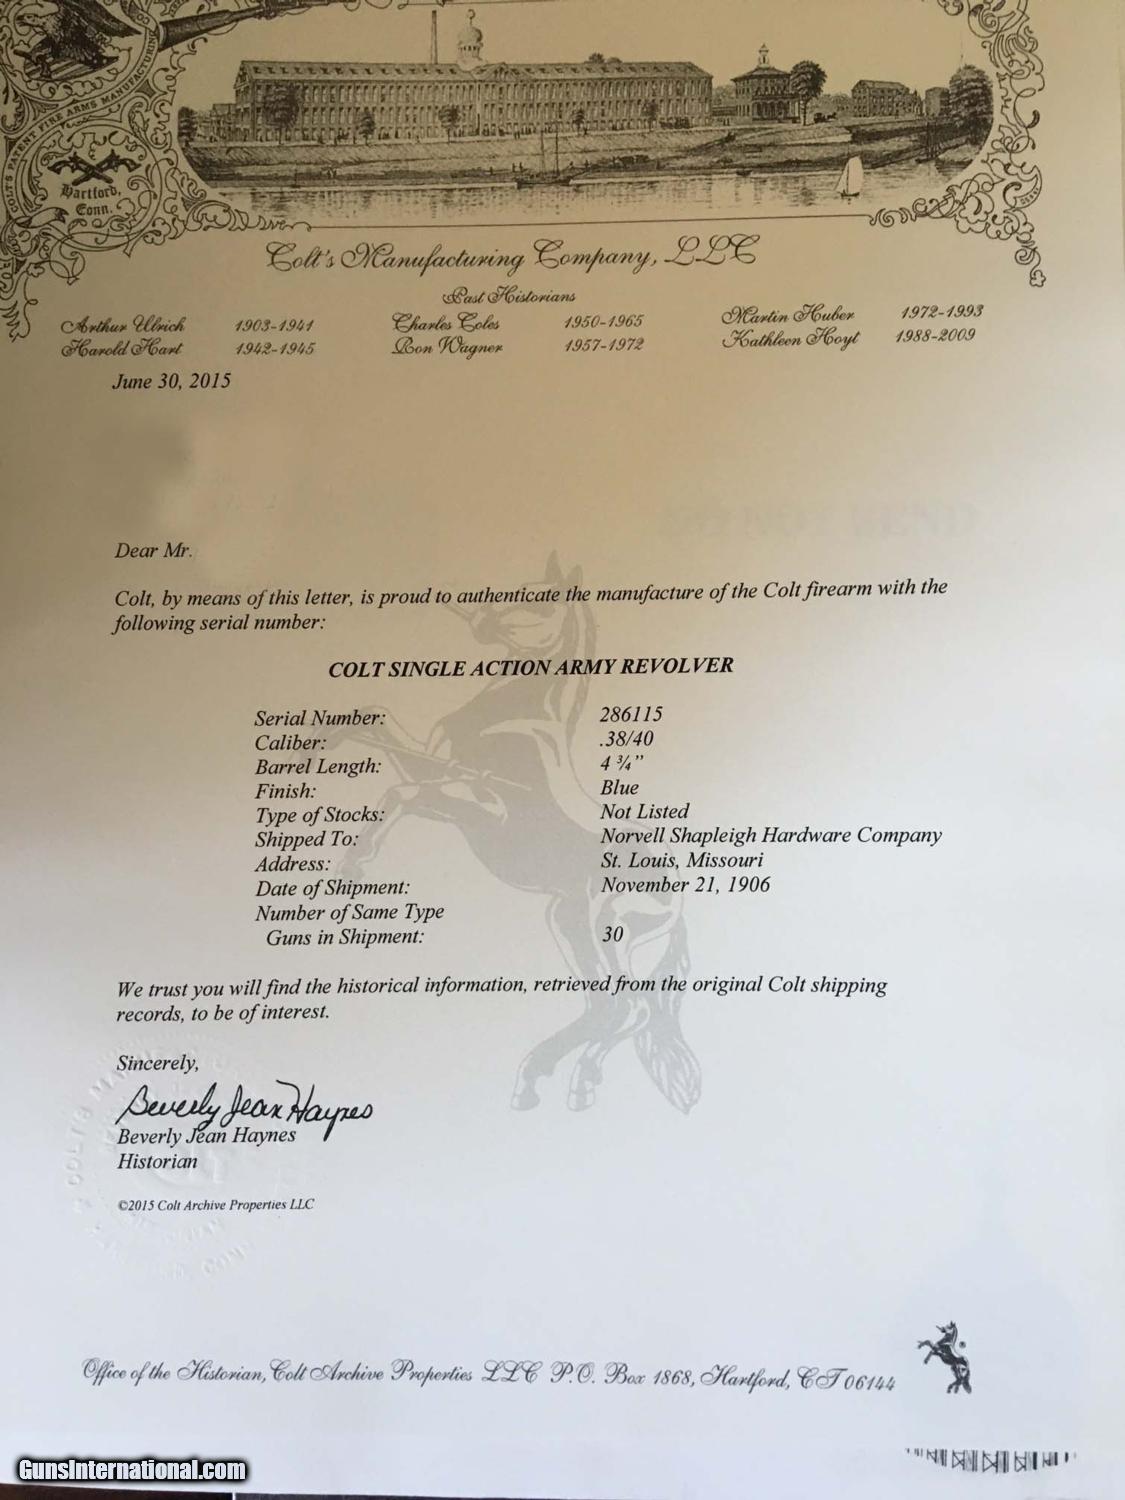 COLT'S PATENT FIRE ARMS MANUFACTURING
Hartford,
Conn.
Colt's Manufacturing Company, LLC
Past Historians
Arthur Ulrich 1903-1941 Charles Coles 1950-1965 Martin Huber 1972-1993
Harold Hart 1942-1945 Ron Wagner 1957-1972 Kathleen Hoyt 1988-2009
June 30, 2015
Dear Mr.
Colt, by means of this letter, is proud to authenticate the manufacture of the Colt firearm with the
following serial number:
COLT SINGLE ACTION ARMY REVOLVER
Serial Number: 286115
Caliber: .38/40
Barrel Length: 4 ¾”
Finish: Blue
Type of Stocks: Not Listed
Shipped To: Norvell Shapleigh Hardware Company
Address: St. Louis, Missouri
Date of Shipment: November 21, 1906
Number of Same Type
Guns in Shipment: 30
We trust you will find the historical information, retrieved from the original Colt shipping
records, to be of interest.
Sincerely,
Beverly Jean Haynes
Beverly Jean Haynes
Historian
©2015 Colt Archive Properties LLC
Office of the Historian, Colt Archive Properties LLC P.O. Box 1868, Hartford, CT 06144
GunsInternational.com